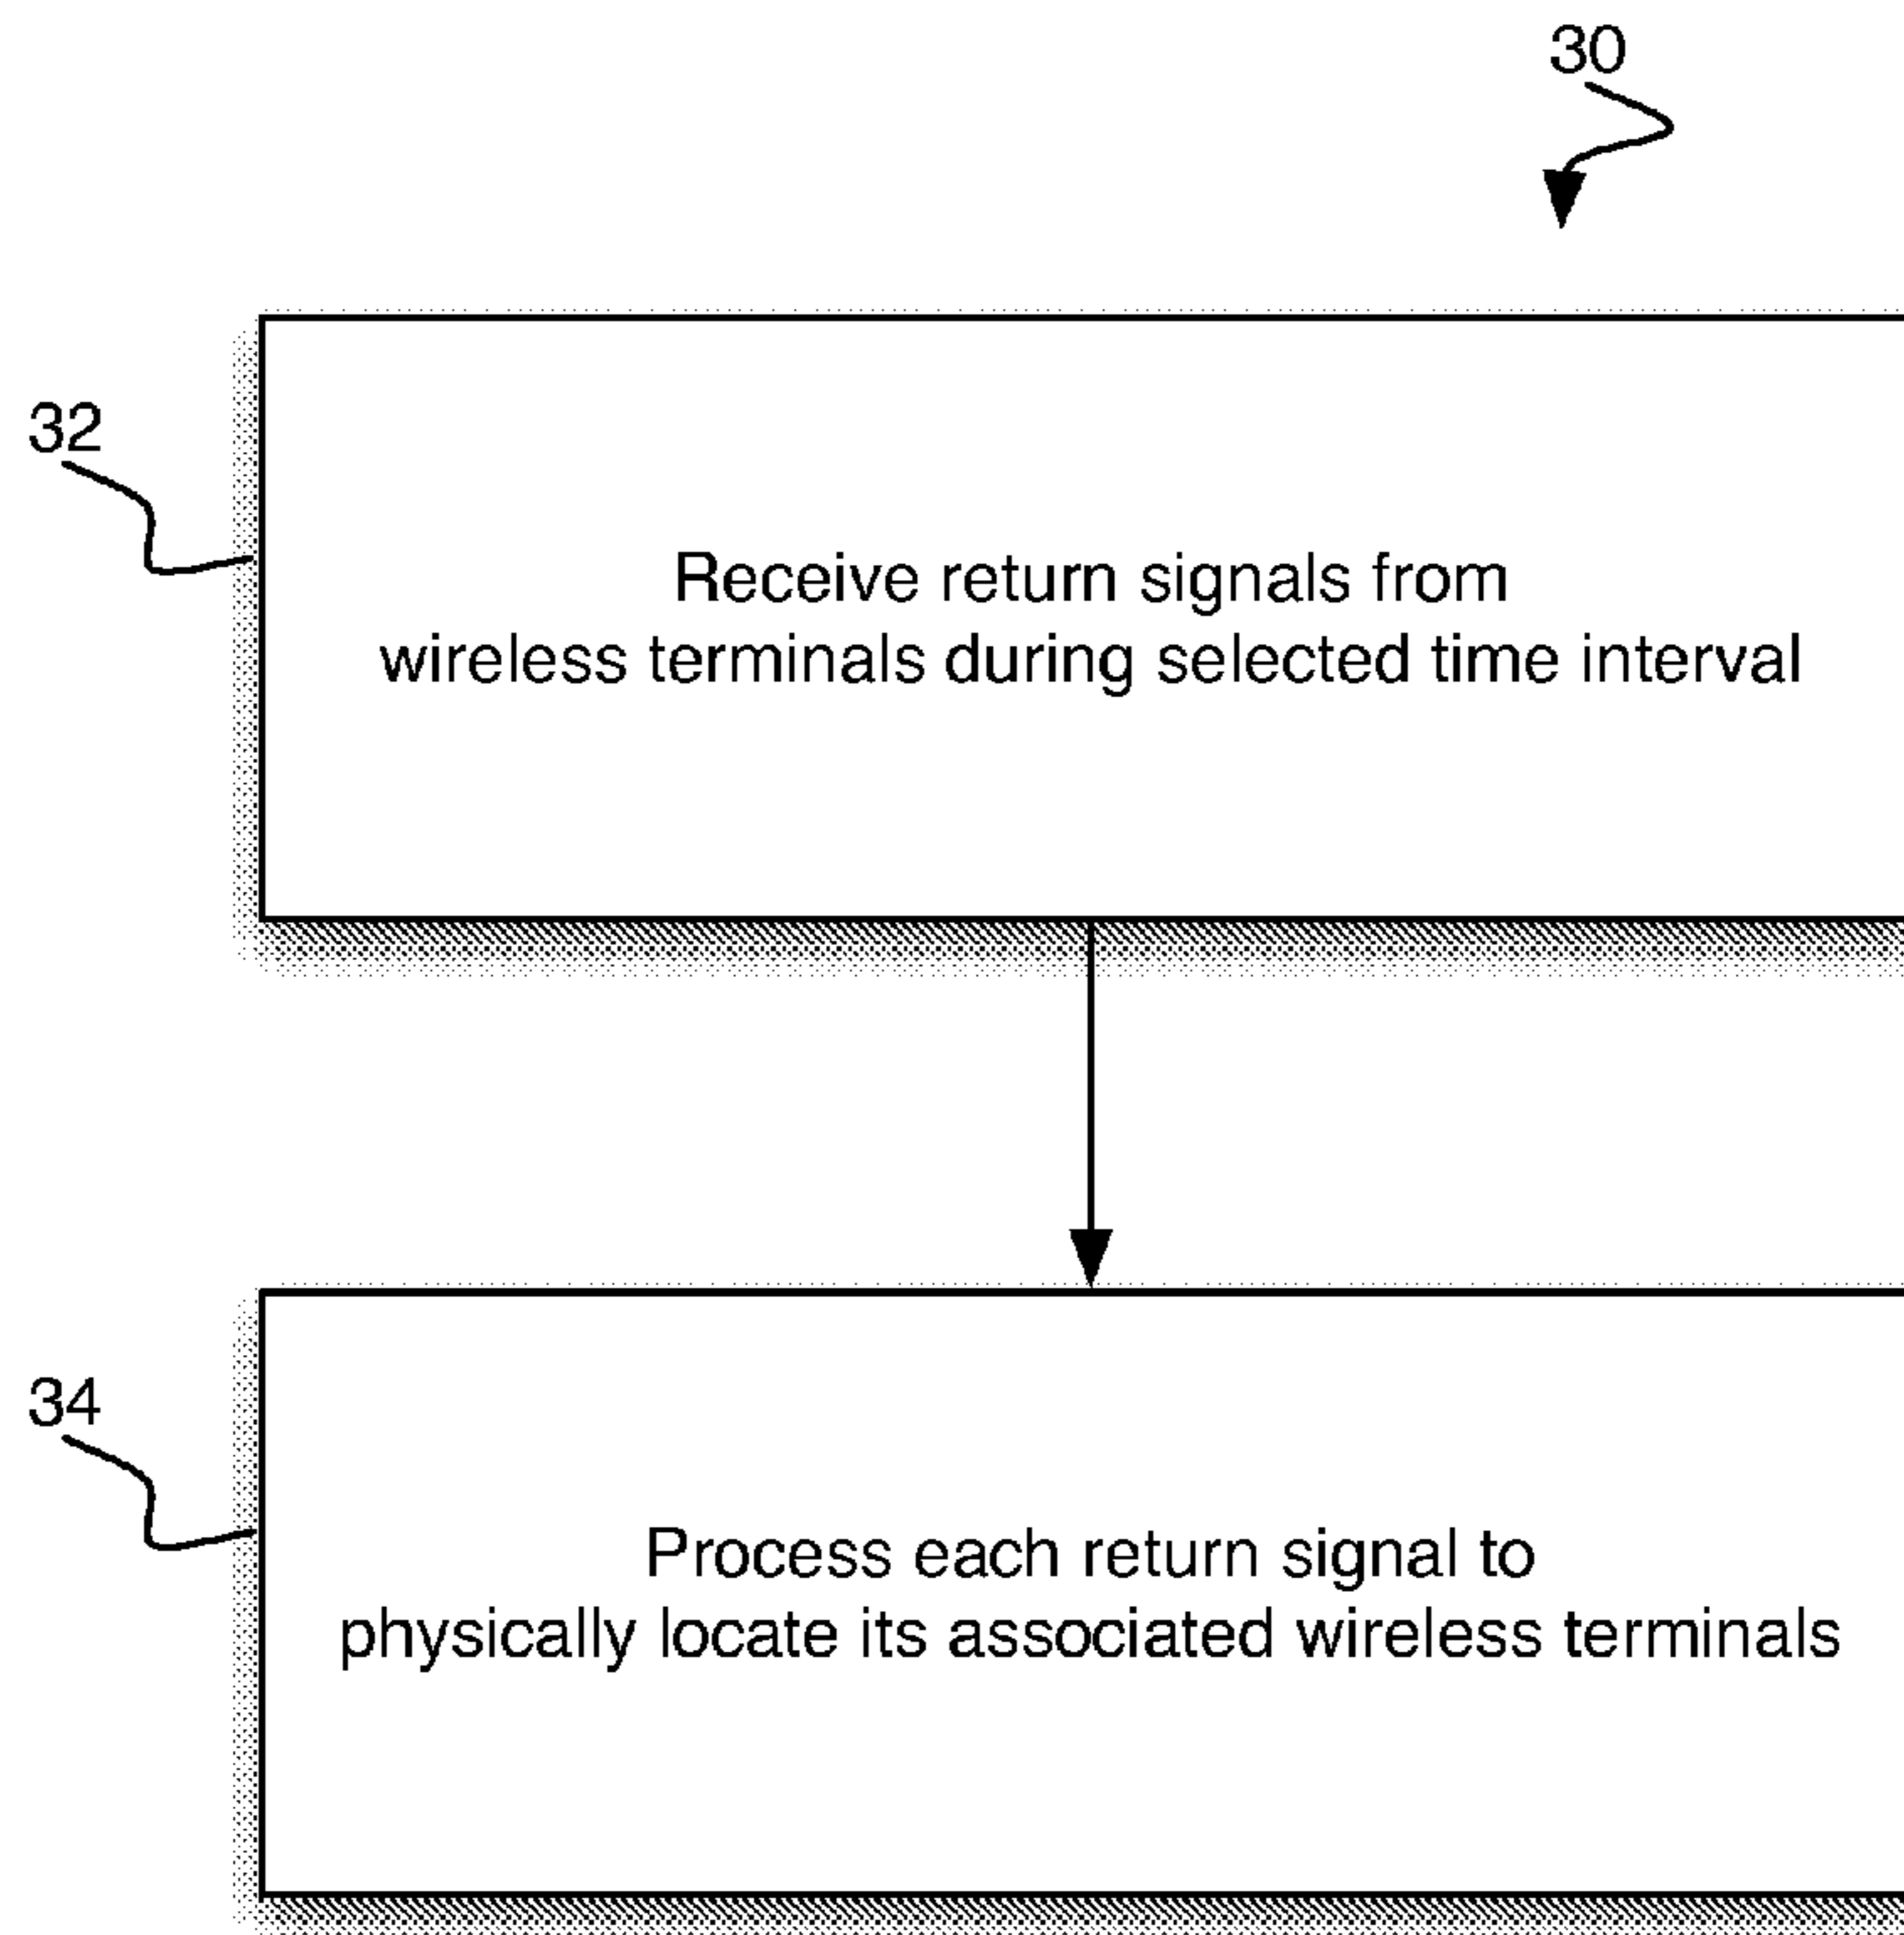 30
32
Receive return signals from
wireless terminals during selected time interval
34
Process each return signal to
physically locate its associated wireless terminals